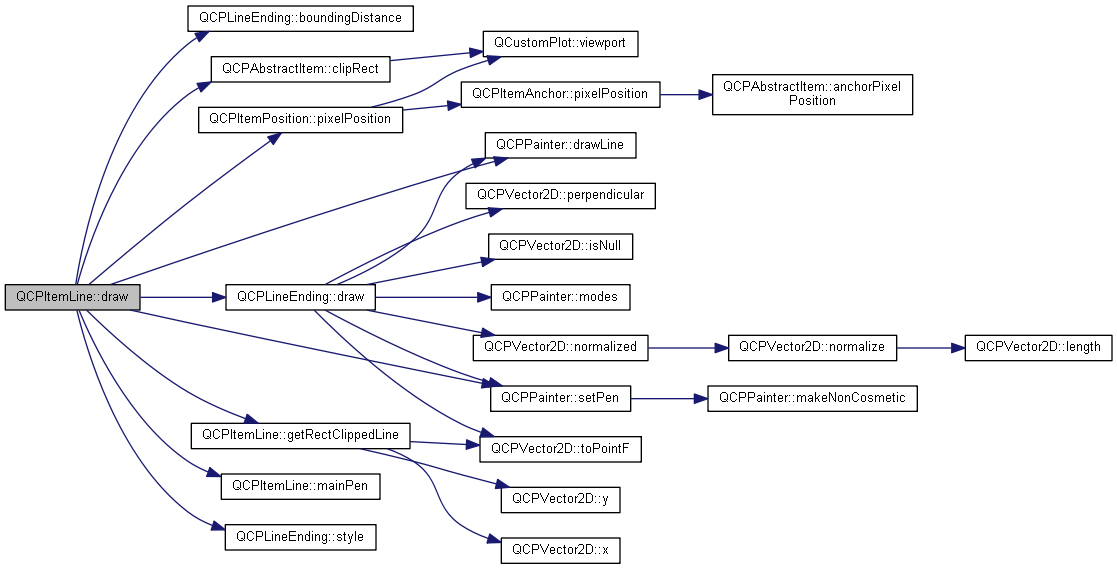 QCPLineEnding::boundingDistance
QCustomPlot::viewport
QCPAbstractItem::clipRect
QCPItemAnchor::pixelPosition
QCPAbstractItem::anchorPixel
Position
QCPItemPosition::pixelPosition
QCPPainter::drawLine
QCPVector2D::perpendicular
QCPVector2D::isNull
QCPItemLine::draw
QCPLineEnding::draw
QCPPainter::modes
QCPVector2D::normalized
QCPVector2D::normalize
QCPVector2D::length
QCPPainter::setPen
QCPPainter::makeNonCosmetic
QCPItemLine::getRectClippedLine
QCPVector2D::toPointF
QCPItemLine::mainPen
QCPVector2D::y
QCPLineEnding::style
QCPVector2D::x